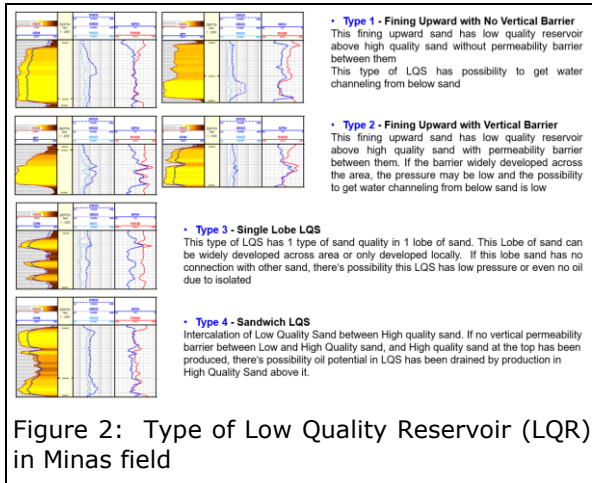 • Type 1 - Fining Upward with No Vertical Barrier
This fining upward sand has low quality reservoir
above high quality sand without permeability barrier
between them
This type of LQS has possibility to get water
channeling from below sand
• Type 2 - Fining Upward with Vertical Barrier
This fining upward sand has low quality reservoir
above high quality sand with permeability barrier
between them. If the barrier widely developed across
the area, the pressure may be low and the possibility
to get water channeling from below sand is low
• Type 3 - Single Lobe LQS
This type of LQS has 1 type of sand quality in 1 lobe of sand. This Lobe of sand can
be widely developed across area or only developed locally. If this lobe sand has no
connection with other sand, there's possibility this LQS has low pressure or even no oil
due to isolated
• Type 4 - Sandwich LQS
Intercalation of Low Quality Sand between High quality sand. If no vertical permeability
barrier between Low and High Quality sand, and High quality sand at the top has been
produced, there's possibility oil potential in LQS has been drained by production in
High Quality Sand above it.
Figure 2: Type of Low Quality Reservoir (LQR)
in Minas field